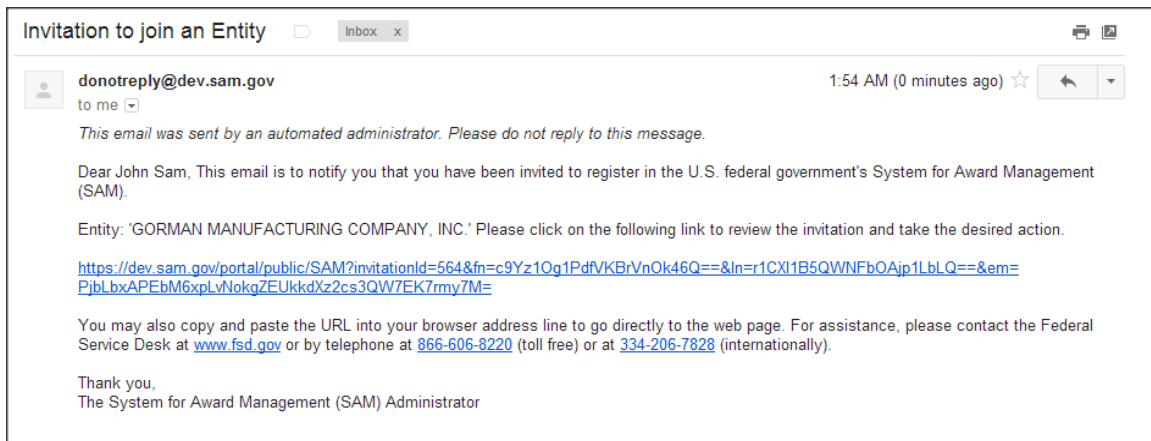 Invitation to join an Entity
Inbox x
donotreply@dev.sam.gov
1:54 AM (0 minutes ago)
to me
This email was sent by an automated administrator. Please do not reply to this message.
Dear John Sam, This email is to notify you that you have been invited to register in the U.S. federal government's System for Award Management
(SAM).
Entity: 'GORMAN MANUFACTURING COMPANY, INC.' Please click on the following link to review the invitation and take the desired action.
https://dev.sam.gov/portal/public/SAM?invitationId=564&fn=c9Yz1Og1PdfVKBrVnOk46Q==&ln=r1CXl1B5QWNFbOAjp1LbLQ==&em=
PjbLbxAPEbM6xpLvNokgZEUkkdXz2cs3QW7EK7rmy7M=
You may also copy and paste the URL into your browser address line to go directly to the web page. For assistance, please contact the Federal
Service Desk at www.fsd.gov or by telephone at 866-606-8220 (toll free) or at 334-206-7828 (internationally).
Thank you,
The System for Award Management (SAM) Administrator